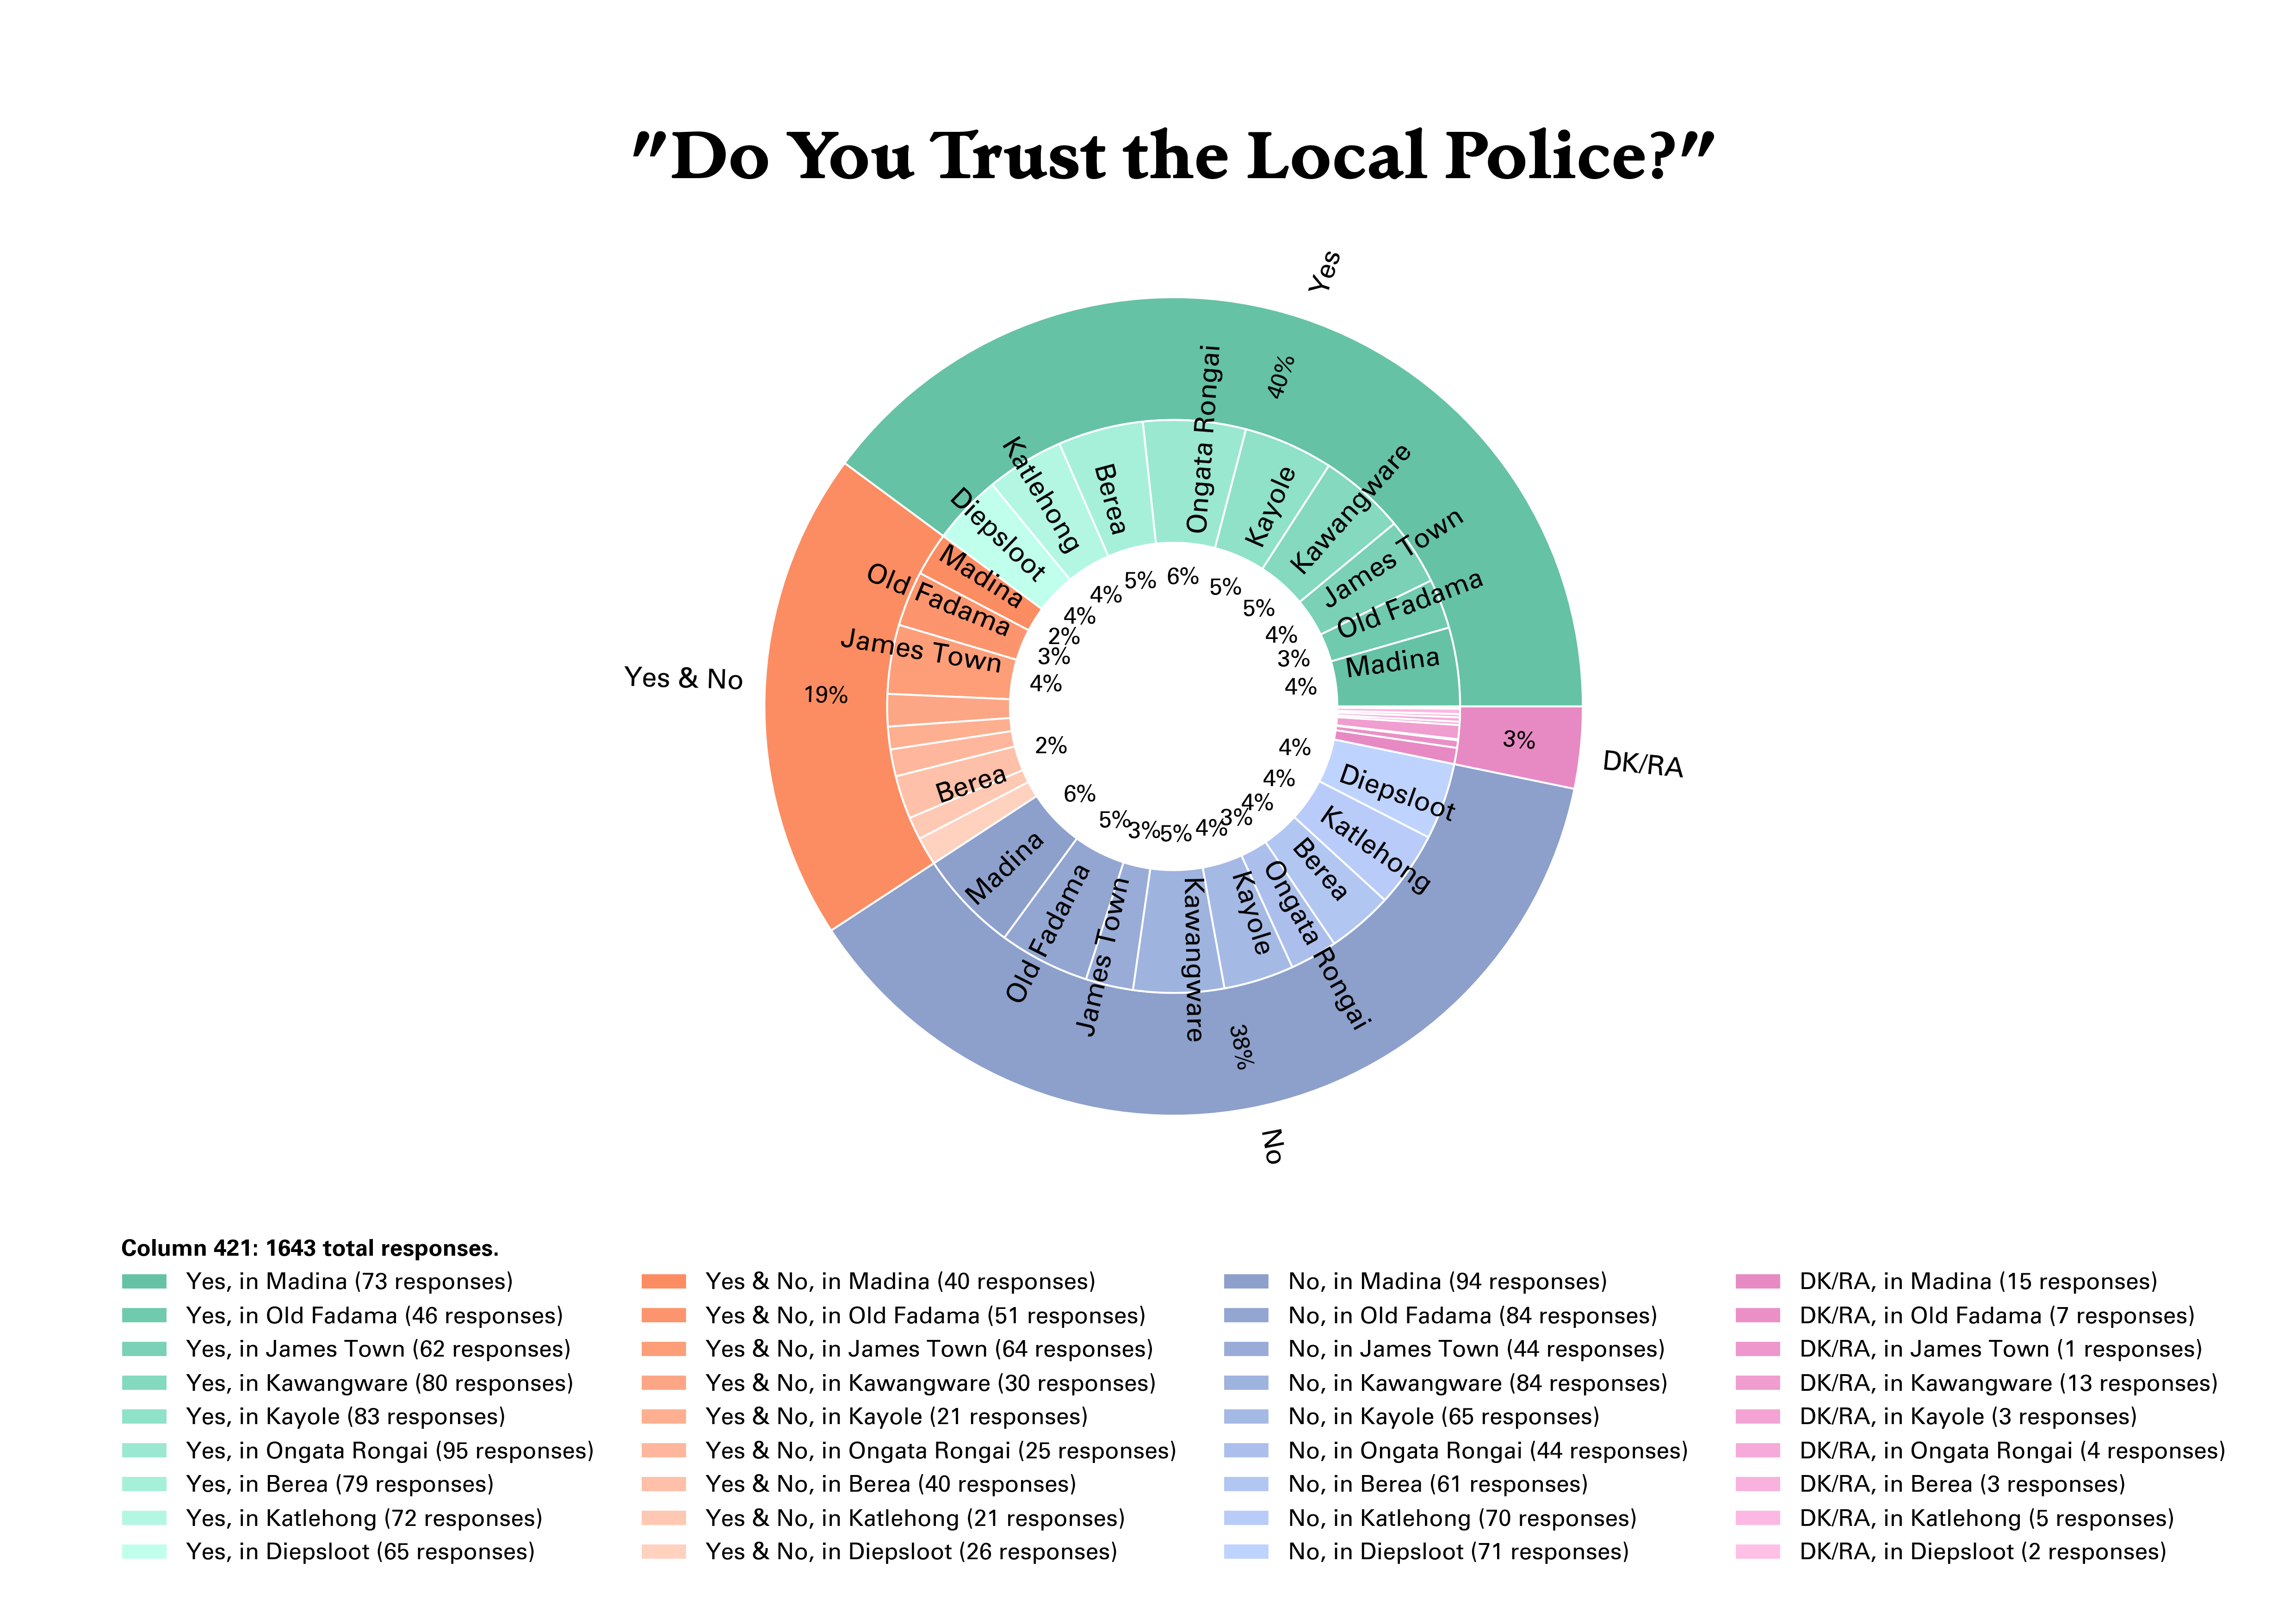 "Do You Trust the Local Police?"
Yes
40%
Ongata Rongai
Katlehong
Berea
Kayole
Kawangware
Diepsloot
James Town
Madina
Old Fadama
Old Fadama
Madina
James Town
Yes & No
19%
5%
6%
5%
4%
5%
4%
4%
2%
3%
3%
4%
4%
2%
4%
3%
DK/RA
4%
Berea
6%
4%
5%
3%
5%
4%
3%
Diepsloot
Katlehong
Madina
Berea
Old Fadama
James Town
Kawangware
Kayole
Ongata Rongai
38%
No
Column 421: 1643 total responses.
Yes, in Madina (73 responses)
Yes, in Old Fadama (46 responses)
Yes, in James Town (62 responses)
Yes, in Kawangware (80 responses)
Yes, in Kayole (83 responses)
Yes, in Ongata Rongai (95 responses)
Yes, in Berea (79 responses)
Yes, in Katlehong (72 responses)
Yes, in Diepsloot (65 responses)
Yes & No, in Madina (40 responses)
Yes & No, in Old Fadama (51 responses)
Yes & No, in James Town (64 responses)
Yes & No, in Kawangware (30 responses)
Yes & No, in Kayole (21 responses)
Yes & No, in Ongata Rongai (25 responses)
Yes & No, in Berea (40 responses)
Yes & No, in Katlehong (21 responses)
Yes & No, in Diepsloot (26 responses)
No, in Madina (94 responses)
No, in Old Fadama (84 responses)
No, in James Town (44 responses)
No, in Kawangware (84 responses)
No, in Kayole (65 responses)
No, in Ongata Rongai (44 responses)
No, in Berea (61 responses)
No, in Katlehong (70 responses)
No, in Diepsloot (71 responses)
DK/RA, in Madina (15 responses)
DK/RA, in Old Fadama (7 responses)
DK/RA, in James Town (1 responses)
DK/RA, in Kawangware (13 responses)
DK/RA, in Kayole (3 responses)
DK/RA, in Ongata Rongai (4 responses)
DK/RA, in Berea (3 responses)
DK/RA, in Katlehong (5 responses)
DK/RA, in Diepsloot (2 responses)